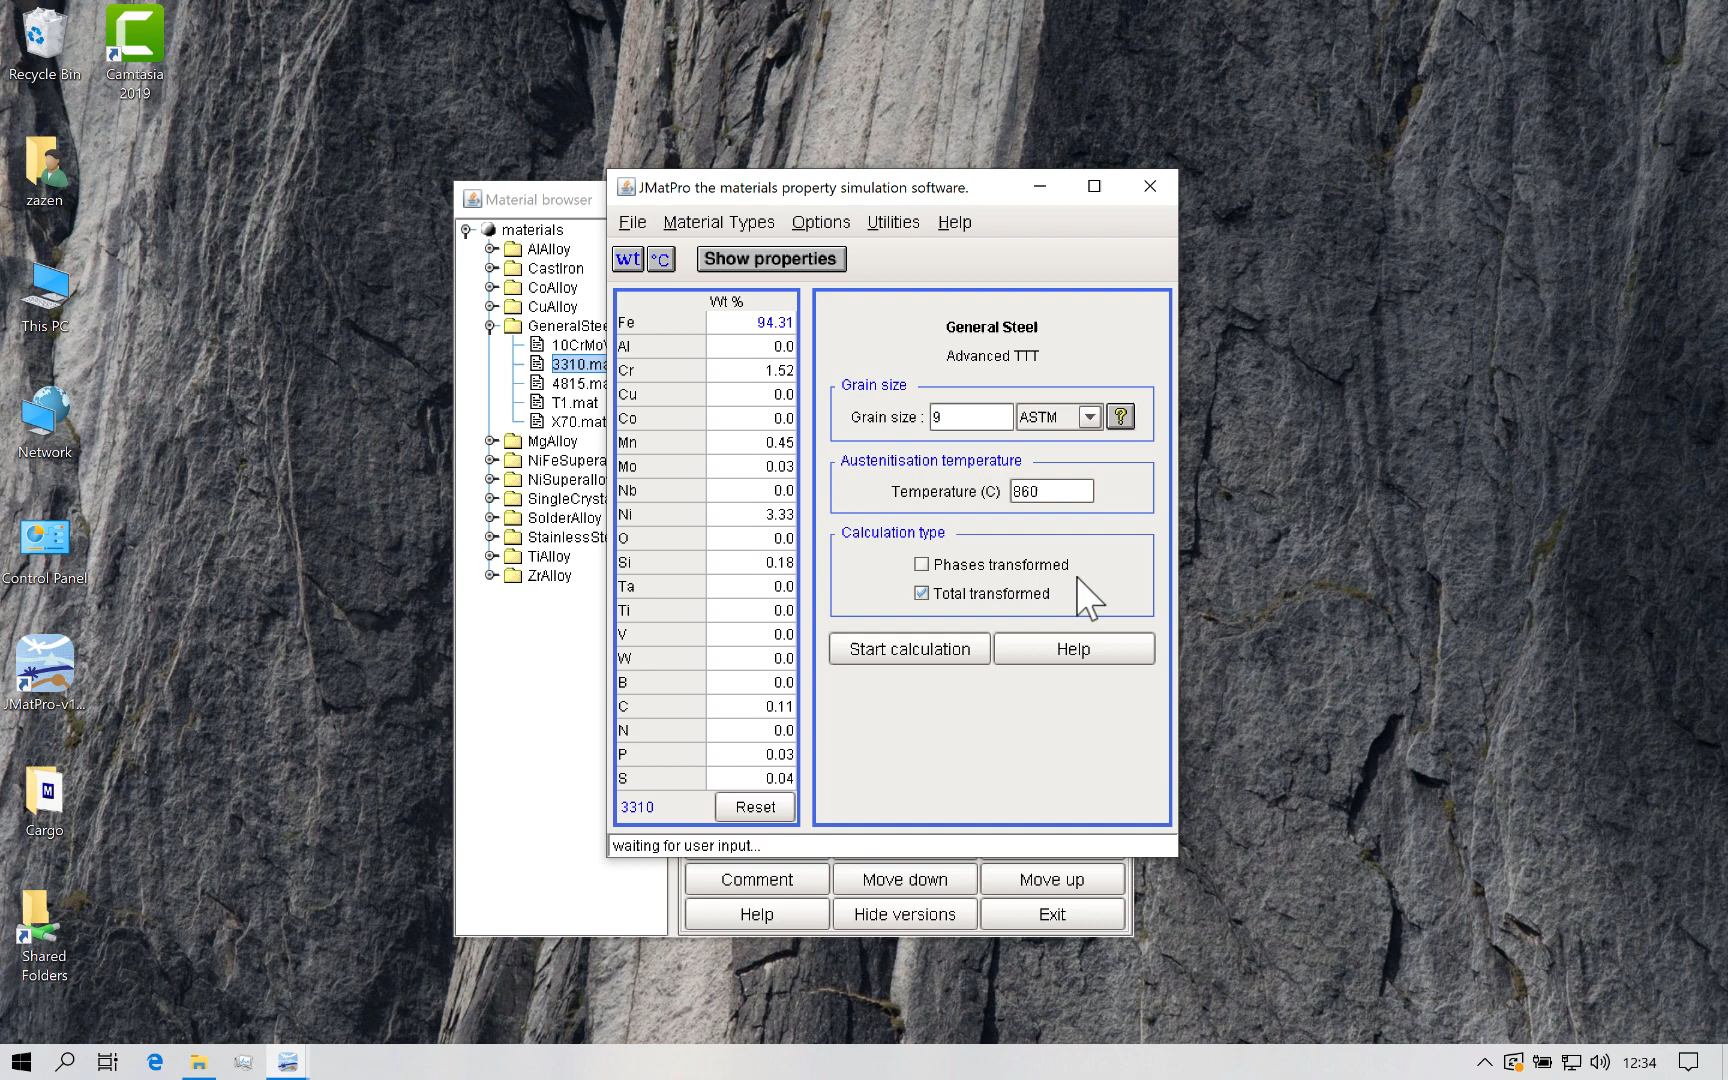 Recycle Bin
Camtasia
2019
zazen
This PC
Network
Control Panel
JMatPro-v1...
Cargo
Shared
Folders
Material browser
materials
AlAlloy
CastIron
CoAlloy
CuAlloy
GeneralStee
10CrMoV
3310.ma
4815.ma
T1.mat
X70.mat
MgAlloy
NiFeSupera
NiSuperallo
SingleCrysta
SolderAlloy
StainlessSte
TiAlloy
ZrAlloy
JMatPro the materials property simulation software.
File Material Types Options Utilities Help
wt °C Show properties
Wt %
Fe 94.31
Al 0.0
Cr 1.52
Cu 0.0
Co 0.0
Mn 0.45
Mo 0.03
Nb 0.0
Ni 3.33
O 0.0
Si 0.18
Ta 0.0
Ti 0.0
V 0.0
W 0.0
B 0.0
C 0.11
N 0.0
P 0.03
S 0.04
3310 Reset
General Steel
Advanced TTT
Grain size
Grain size : 9 ASTM ?
Austenitisation temperature
Temperature (C) 860
Calculation type
Phases transformed
Total transformed
Start calculation Help
waiting for user input...
Comment Move down Move up
Help Hide versions Exit
12:34